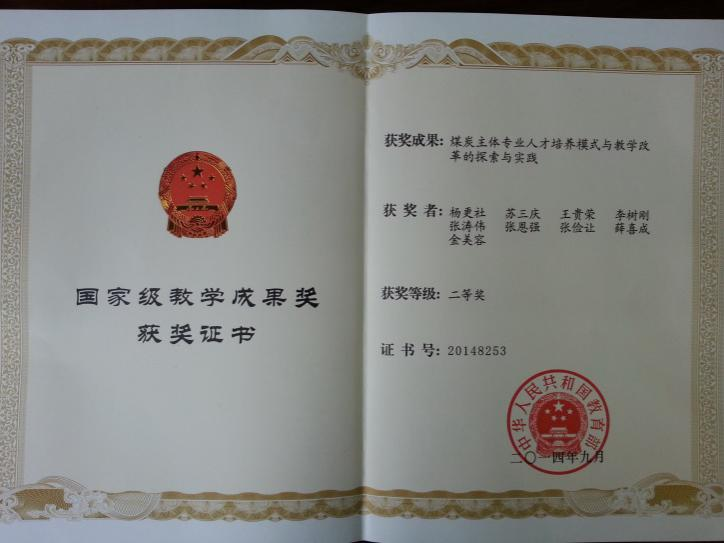 国家级教学成果奖
获奖证书
获奖成果：煤炭主体专业人才培养模式与教学改
革的探索与实践
获 奖 者：杨更社 苏三庆 王贵荣 李树刚
张涛伟 张恩强 张俭让 薛喜成
金美容
获奖等级：二等奖
证 书 号：20148253
中华人民共和国教育部
二〇一四年九月